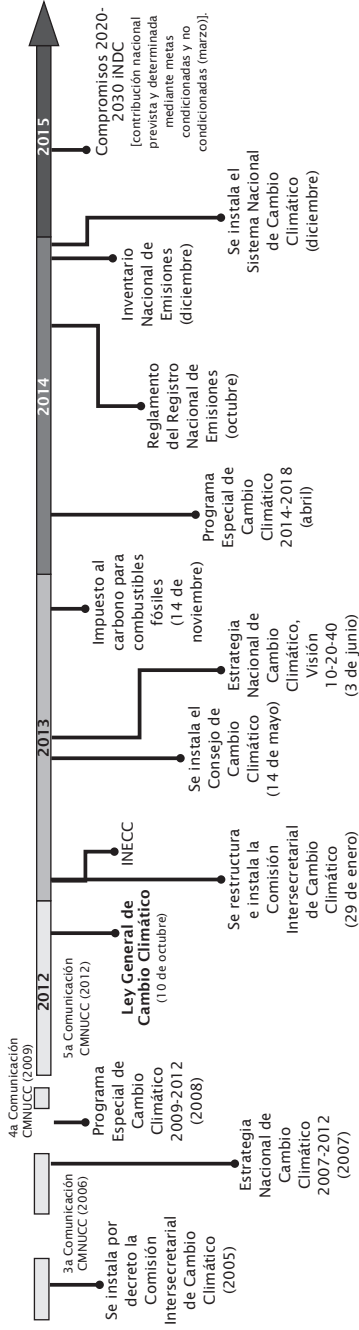 Se instala por
decreto la
Comisión
Intersecretarial
de Cambio
Climático
(2005)
3a Comunicación
CMNUCC (2006)
Estrategia
Nacional de
Cambio
Climático
2007-2012
(2007)
Programa
Especial de
Cambio
Climático
2009-2012
(2008)
4a Comunicación
CMNUCC (2009)
2012
5a Comunicación
CMNUCC (2012)
Ley General de
Cambio Climático
(10 de octubre)
2013
INECC
Se restructura
e instala la
Comisión
Intersecretarial
de Cambio
Climático
(29 de enero)
Se instala el
Consejo de
Cambio
Climático
(14 de mayo)
Estrategia
Nacional de
Cambio
Climático,
Visión
10-20-40
(3 de junio)
Impuesto al
carbono para
combustibles
fósiles
(14 de
noviembre)
2014
Programa
Especial de
Cambio
Climático
2014-2018
(abril)
Reglamento
del Registro
Nacional de
Emisiones
(octubre)
Inventario
Nacional de
Emisiones
(diciembre)
Se instala el
Sistema Nacional
de Cambio
Climático
(diciembre)
2015
Compromisos 2020-
2030 iNDC
[contribución nacional
prevista y determinada
mediante metas
condicionadas y no
condicionadas (marzo)].